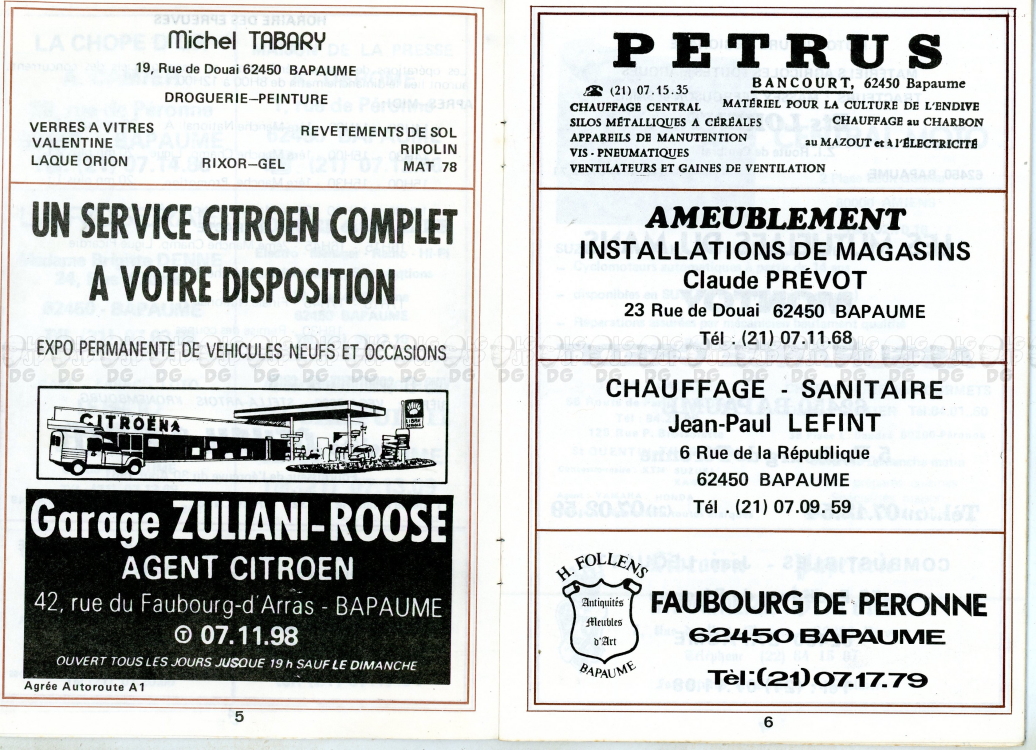 Michel TABARY
19, Rue de Douai 62450 BAPAUME
DROGUERIE-PEINTURE
VERRES A VITRES
VALENTINE
LAQUE ORION
RIXOR-GEL
REVETEMENTS DE SOL
RIPOLIN
MAT 78
UN SERVICE CITROEN COMPLET
A VOTRE DISPOSITION
EXPO PERMANENTE DE VEHICULES NEUFS ET OCCASIONS
CITROËNA
Garage ZULIANI-ROOSE
AGENT CITROEN
42, rue du Faubourg-d'Arras - BAPAUME
T 07.11.98
OUVERT TOUS LES JOURS JUSQUE 19 h SAUF LE DIMANCHE
Agrée Autoroute A1
5
PETRUS
☎ (21) 07.15.35
BANCOURT, 62450 Bapaume
CHAUFFAGE CENTRAL
SILOS MÉTALLIQUES A CÉRÉALES
APPAREILS DE MANUTENTION
VIS - PNEUMATIQUES
VENTILATEURS ET GAINES DE VENTILATION
MATÉRIEL POUR LA CULTURE DE L'ENDIVE
CHAUFFAGE au CHARBON
au MAZOUT et à l'ÉLECTRICITÉ
AMEUBLEMENT
INSTALLATIONS DE MAGASINS
Claude PRÉVOT
23 Rue de Douai 62450 BAPAUME
Tél : (21) 07.11.68
CHAUFFAGE - SANITAIRE
Jean-Paul LEFINT
6 Rue de la République
62450 BAPAUME
Tél . (21) 07.09. 59
H. FOLLENS
Antiquités
Meubles
d'Art
BAPAUME
FAUBOURG DE PERONNE
62450 BAPAUME
Tèl:(21)07.17.79
6